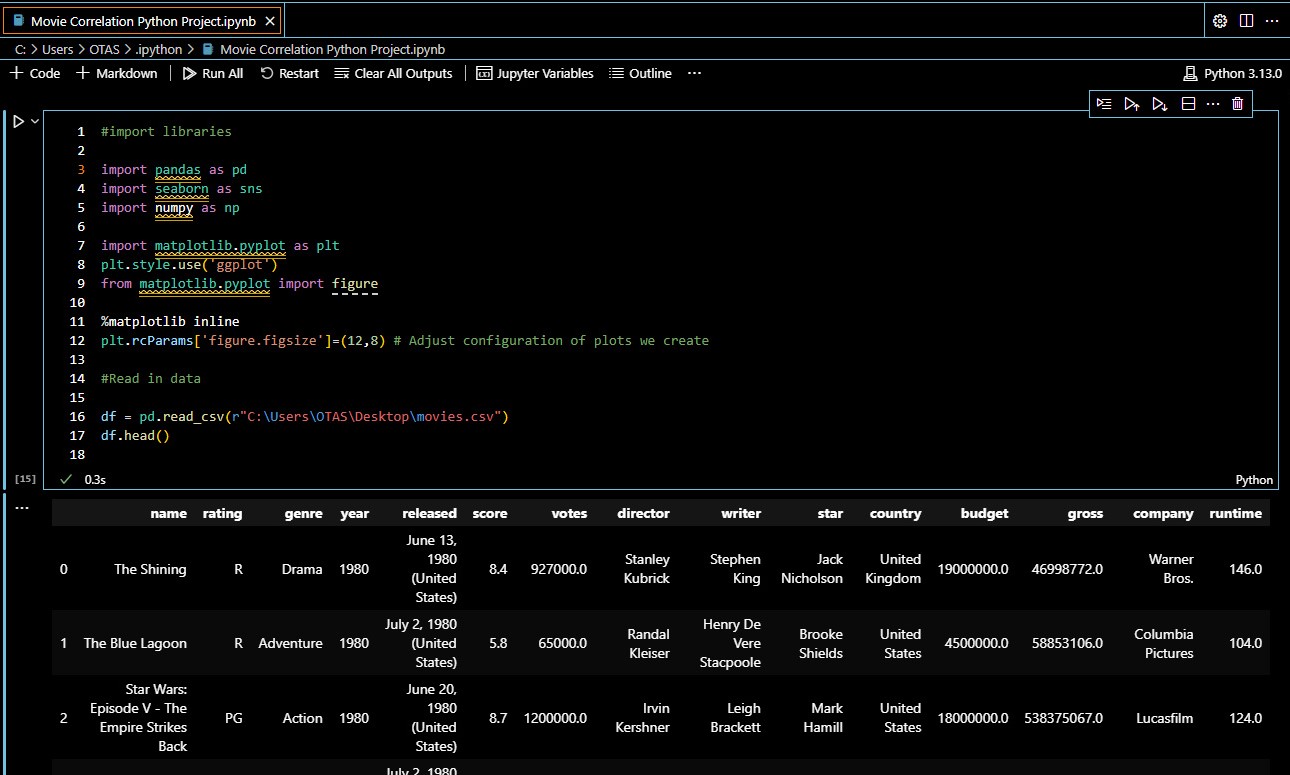 Movie Correlation Python Project.ipynb
C: > Users > OTAS > .ipython > Movie Correlation Python Project.ipynb
+ Code + Markdown | Run All Restart Clear All Outputs | Jupyter Variables Outline ... Python 3.13.0
1 #import libraries
2
3 import pandas as pd
4 import seaborn as sns
5 import numpy as np
6
7 import matplotlib.pyplot as plt
8 plt.style.use('ggplot')
9 from matplotlib.pyplot import figure
10
11 %matplotlib inline
12 plt.rcParams['figure.figsize']=(12,8) # Adjust configuration of plots we create
13
14 #Read in data
15
16 df = pd.read_csv(r"C:\Users\OTAS\Desktop\movies.csv")
17 df.head()
18
[15] 0.3s Python
name rating genre year released score votes director writer star country budget gross company runtime
0 The Shining R Drama 1980 June 13, 1980 (United States) 8.4 927000.0 Stanley Kubrick Stephen King Jack Nicholson United Kingdom 19000000.0 46998772.0 Warner Bros. 146.0
1 The Blue Lagoon R Adventure 1980 July 2, 1980 (United States) 5.8 65000.0 Randal Kleiser Henry De Vere Stacpoole Brooke Shields United States 4500000.0 58853106.0 Columbia Pictures 104.0
2 Star Wars: Episode V - The Empire Strikes Back PG Action 1980 June 20, 1980 (United States) 8.7 1200000.0 Irvin Kershner Leigh Brackett Mark Hamill United States 18000000.0 538375067.0 Lucasfilm 124.0
July 2, 1980